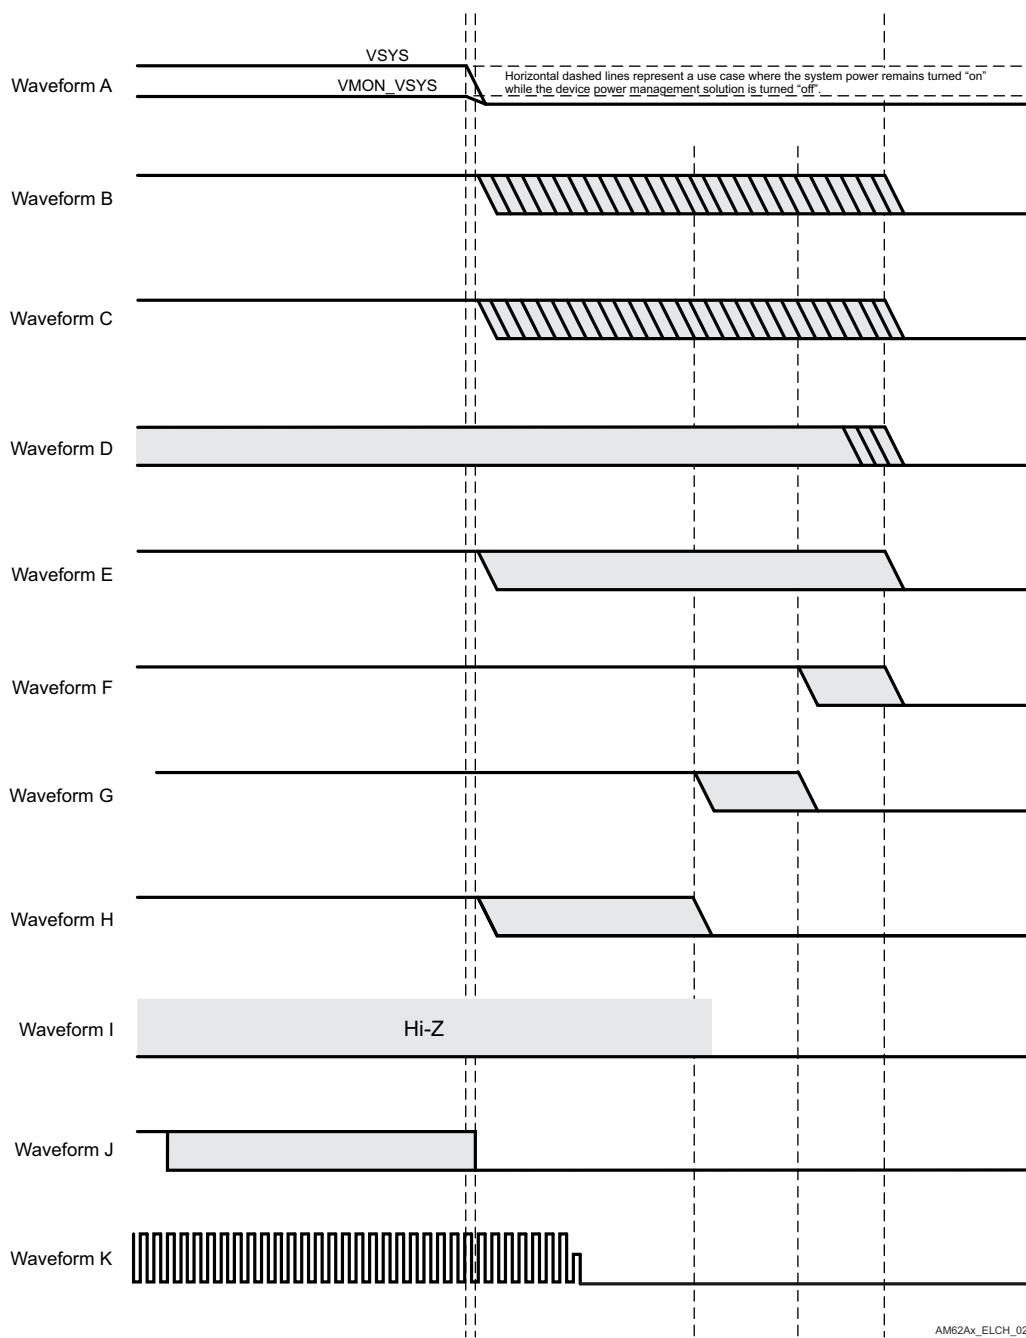 VSYS
Waveform A
VMON_VSYS
Horizontal dashed lines represent a use case where the system power remains turned “on”
while the device power management solution is turned “off”.
Waveform B
Waveform C
Waveform D
Waveform E
Waveform F
Waveform G
Waveform H
Waveform I
Hi-Z
Waveform J
Waveform K
AM62Ax_ELCH_02